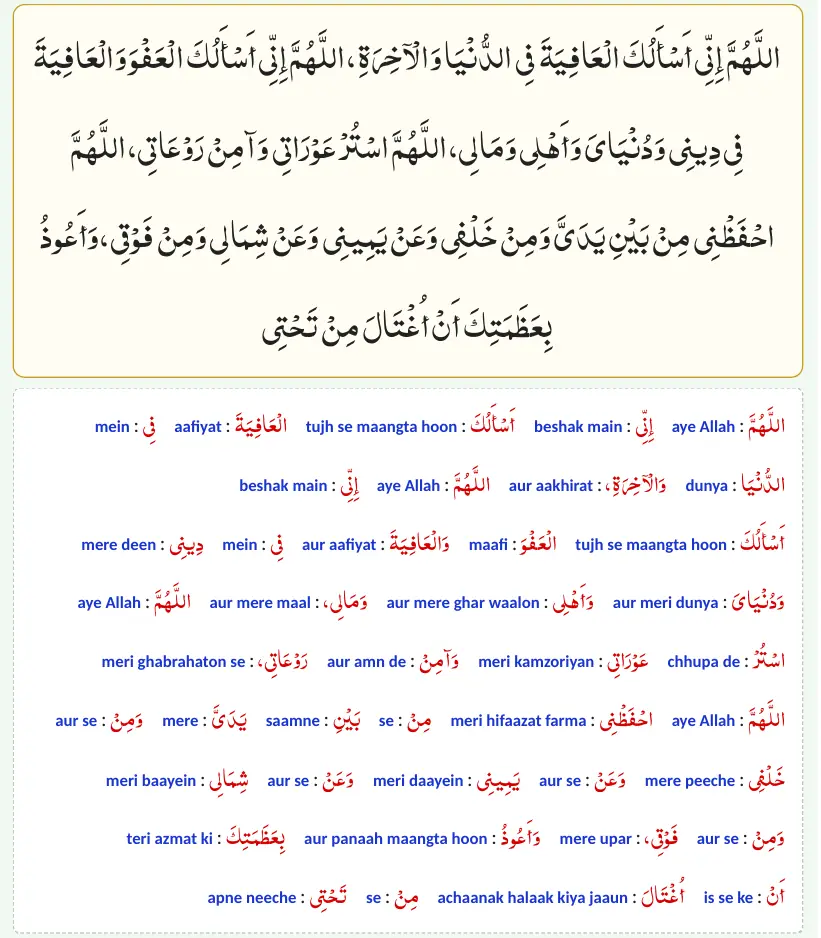 اللَّهُمَّ إِنِّي أَسْأَلُكَ الْعَافِيَةَ فِي الدُّنْيَا وَالْآخِرَةِ، اللَّهُمَّ إِنِّي أَسْأَلُكَ الْعَفْوَ وَالْعَافِيَةَ
فِي دِينِي وَدُنْيَايَ وَأَهْلِي وَمَالِي، اللَّهُمَّ اسْتُرْ عَوْرَاتِي وَآمِنْ رَوْعَاتِي، اللَّهُمَّ
احْفَظْنِي مِنْ بَيْنِ يَدَيَّ وَمِنْ خَلْفِي وَعَنْ يَمِينِي وَعَنْ شِمَالِي وَمِنْ فَوْقِي، وَأَعُوذُ
بِعَظَمَتِكَ أَنْ أُغْتَالَ مِنْ تَحْتِي
اللَّهُمَّ : aye Allah إِنِّي : beshak main أَسْأَلُكَ : tujh se maangta hoon الْعَافِيَةَ : aafiyat فِي : mein
الدُّنْيَا : dunya وَالْآخِرَةِ، : aur aakhirat اللَّهُمَّ : aye Allah إِنِّي : beshak main
أَسْأَلُكَ : tujh se maangta hoon الْعَفْوَ : maafi وَالْعَافِيَةَ : aur aafiyat فِي : mein دِينِي : mere deen
وَدُنْيَايَ : aur meri dunya وَأَهْلِي : aur mere ghar waalon وَمَالِي، : aur mere maal اللَّهُمَّ : aye Allah
اسْتُرْ : chhupa de عَوْرَاتِي : meri kamzoriyan وَآمِنْ : aur amn de رَوْعَاتِي، : meri ghabrahaton se
اللَّهُمَّ : aye Allah احْفَظْنِي : meri hifaazat farma مِنْ : se بَيْنِ : saamne يَدَيَّ : mere وَمِنْ : aur se
خَلْفِي : mere peeche وَعَنْ : aur se يَمِينِي : meri daayein وَعَنْ : aur se شِمَالِي : meri baayein
وَمِنْ : aur se فَوْقِي، : mere upar وَأَعُوذُ : aur panaah maangta hoon بِعَظَمَتِكَ : teri azmat ki
أَنْ : is se ke أُغْتَالَ : achaanak halaak kiya jaaun مِنْ : se تَحْتِي : apne neeche